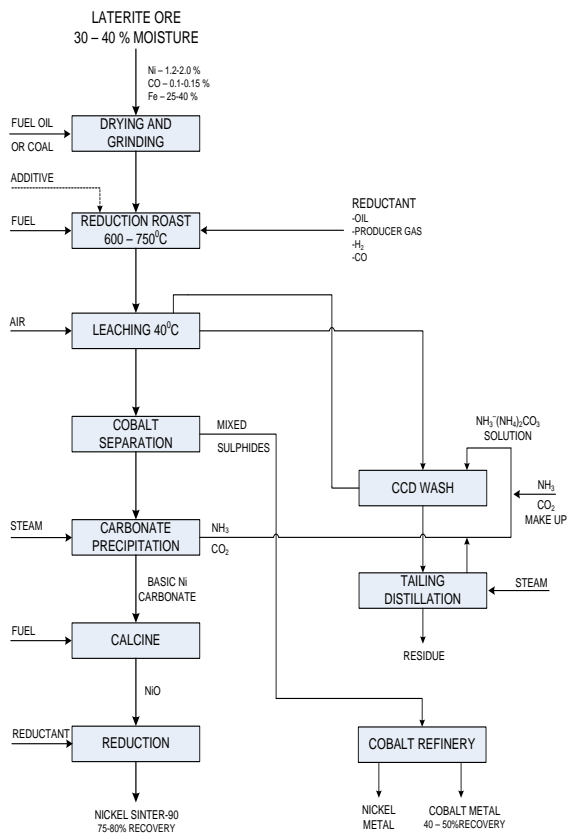 LATERITE ORE
30 – 40 % MOISTURE
Ni – 1.2-2.0 %
CO – 0.1-0.15 %
Fe – 25-40 %
FUEL OIL
OR COAL
DRYING AND
GRINDING
ADDITIVE
FUEL
REDUCTION ROAST
600 – 750⁰C
REDUCTANT
-OIL
-PRODUCER GAS
-H₂
-CO
AIR
LEACHING 40⁰C
COBALT
SEPARATION
MIXED
SULPHIDES
NH₃⁻(NH₄)₂CO₃
SOLUTION
CCD WASH
NH₃
CO₂
MAKE UP
STEAM
CARBONATE
PRECIPITATION
NH₃
CO₂
BASIC Ni
CARBONATE
TAILING
DISTILLATION
STEAM
RESIDUE
FUEL
CALCINE
NiO
REDUCTANT
REDUCTION
COBALT REFINERY
NICKEL SINTER-90
75-80% RECOVERY
NICKEL
METAL
COBALT METAL
40 – 50%RECOVERY